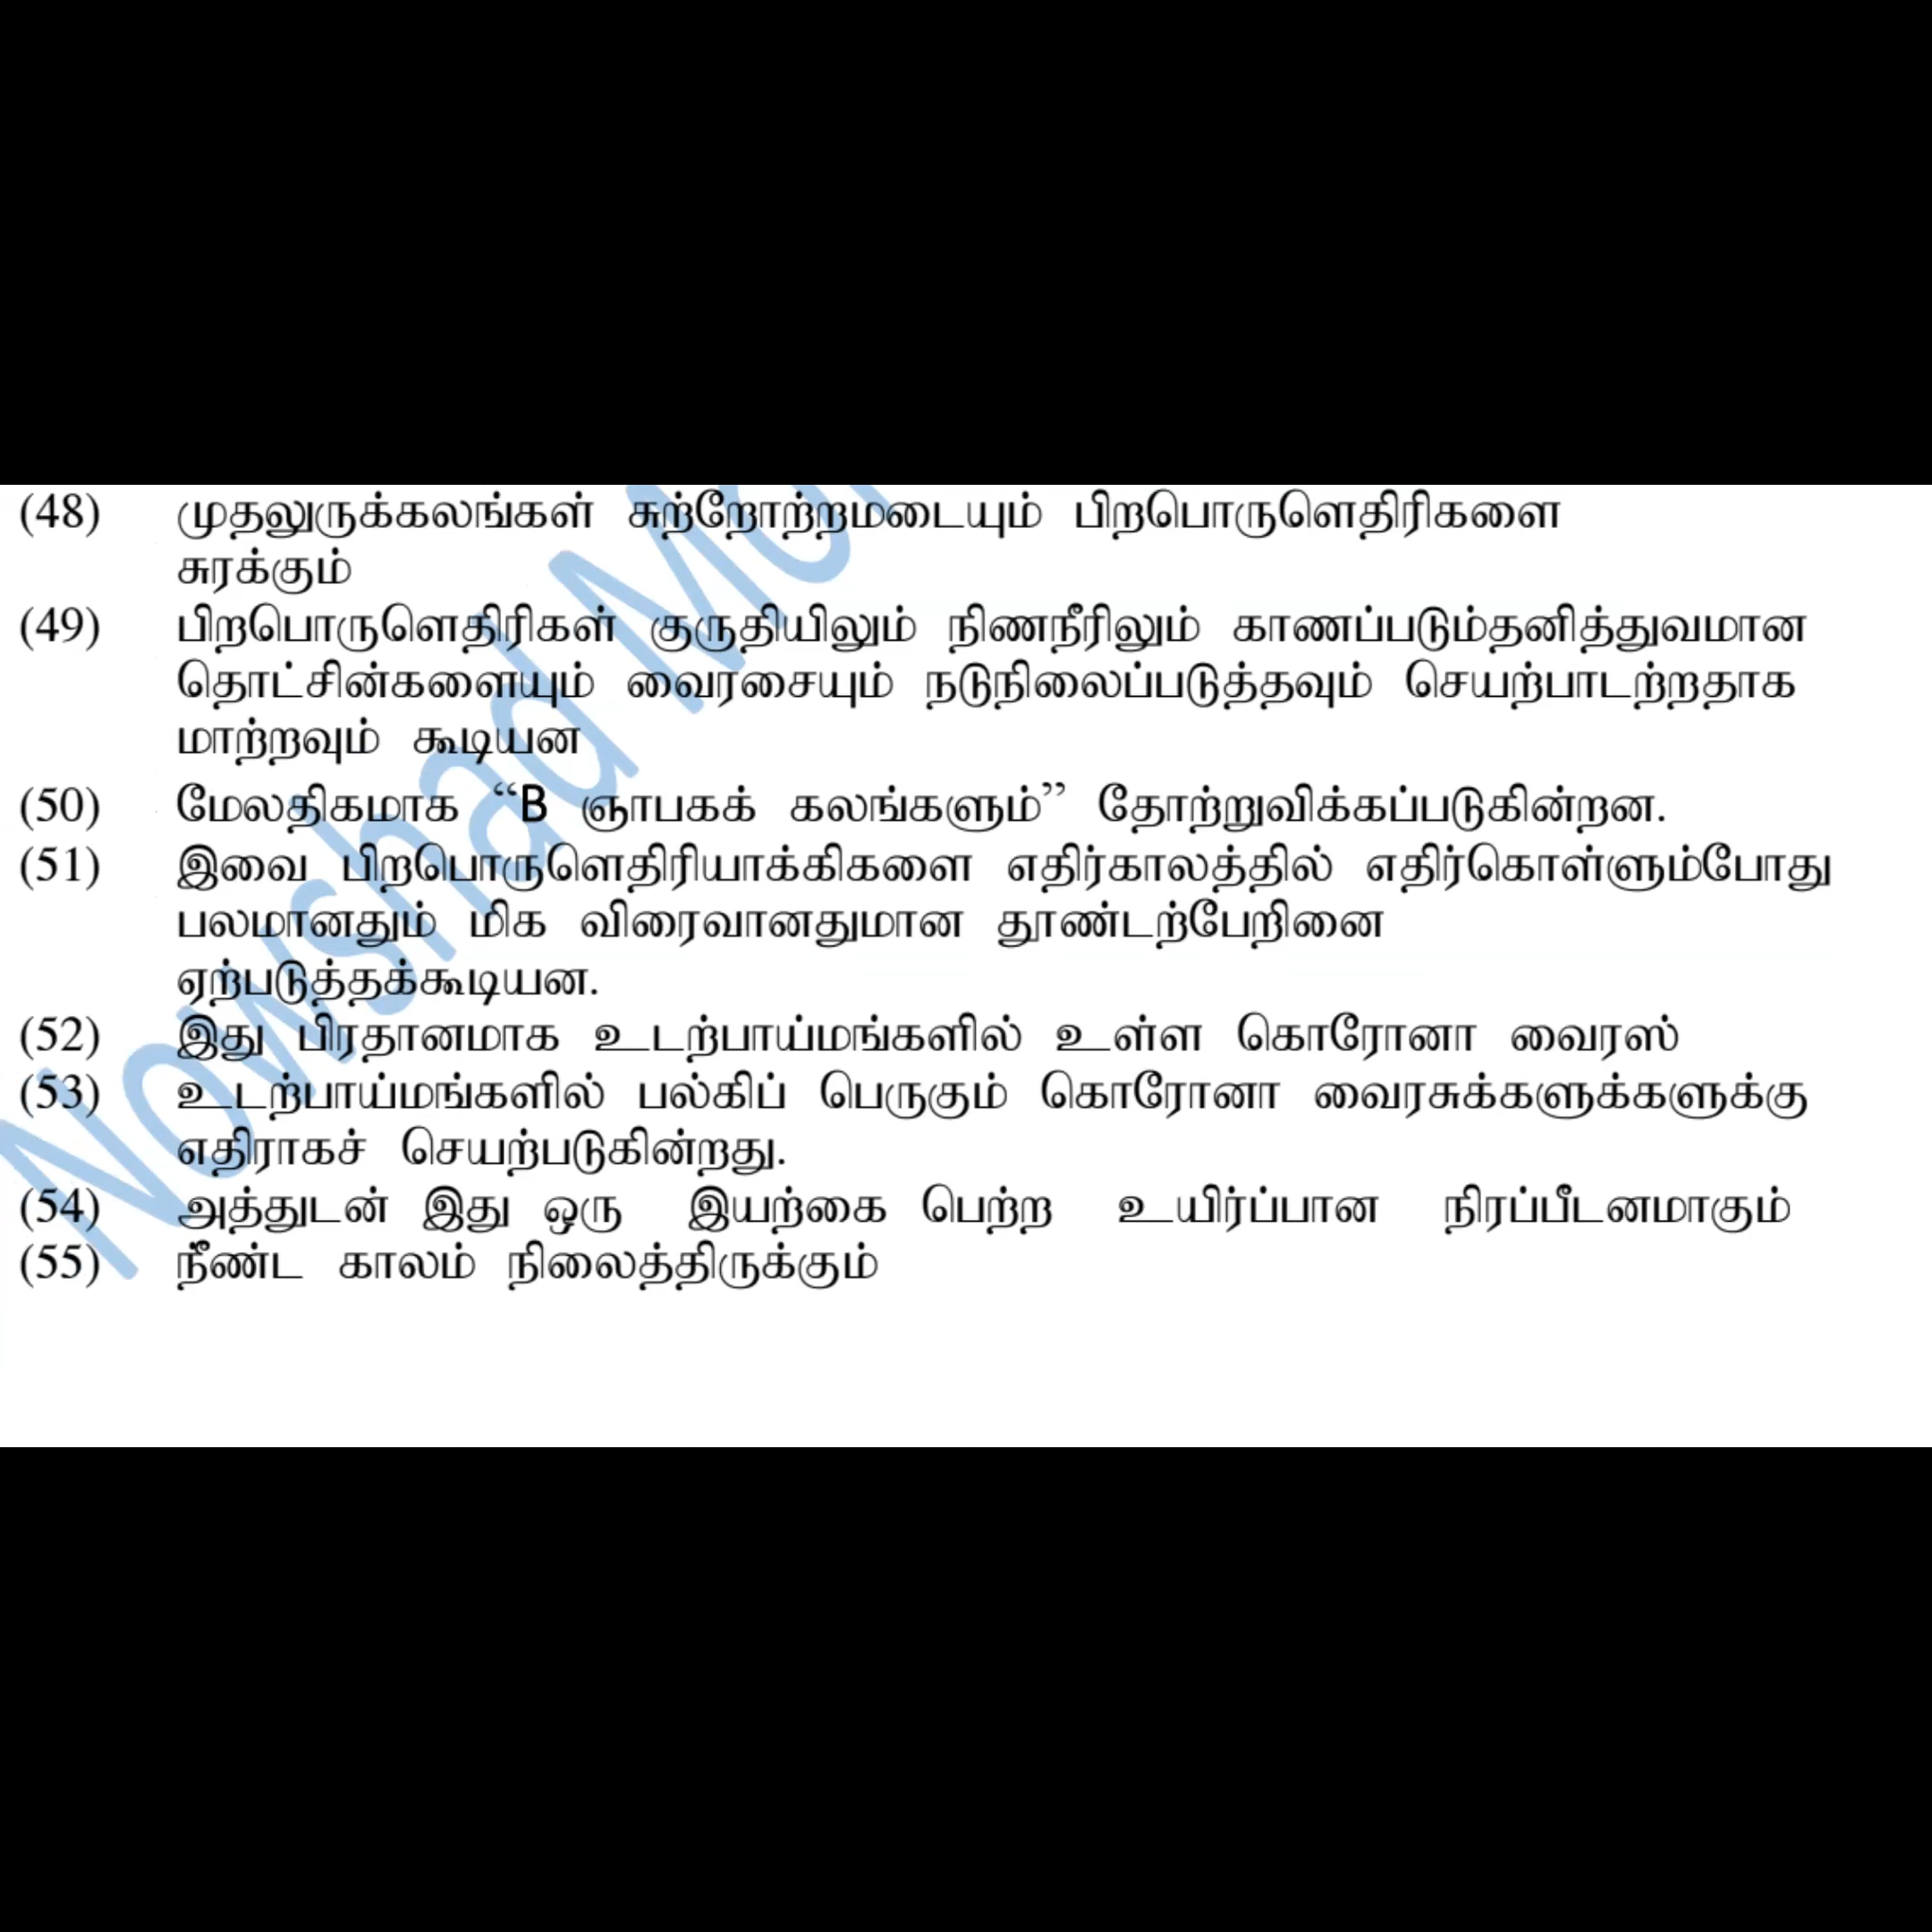 (48) முதலுருக்கலங்கள் சுற்றோற்றமடையும் பிறபொருளெதிரிகளை
சுரக்கும்
(49) பிறபொருளெதிரிகள் குருதியிலும் நிணநீரிலும் காணப்படும்தனித்துவமான
தொட்சின்களையும் வைரசையும் நடுநிலைப்படுத்தவும் செயற்பாடற்றதாக
மாற்றவும் கூடியன
(50) மேலதிகமாக “B ஞாபகக் கலங்களும்” தோற்றுவிக்கப்படுகின்றன.
(51) இவை பிறபொருளெதிரியாக்கிகளை எதிர்காலத்தில் எதிர்கொள்ளும்போது
பலமானதும் மிக விரைவானதுமான தூண்டற்பேறினை
ஏற்படுத்தக்கூடியன.
(52) இது பிரதானமாக உடற்பாய்மங்களில் உள்ள கொரோனா வைரஸ்
(53) உடற்பாய்மங்களில் பல்கிப் பெருகும் கொரோனா வைரசுக்களுக்களுக்கு
எதிராகச் செயற்படுகின்றது.
(54) அத்துடன் இது ஒரு இயற்கை பெற்ற உயிர்ப்பான நிரப்பீடனமாகும்
(55) நீண்ட காலம் நிலைத்திருக்கும்
Nowshad